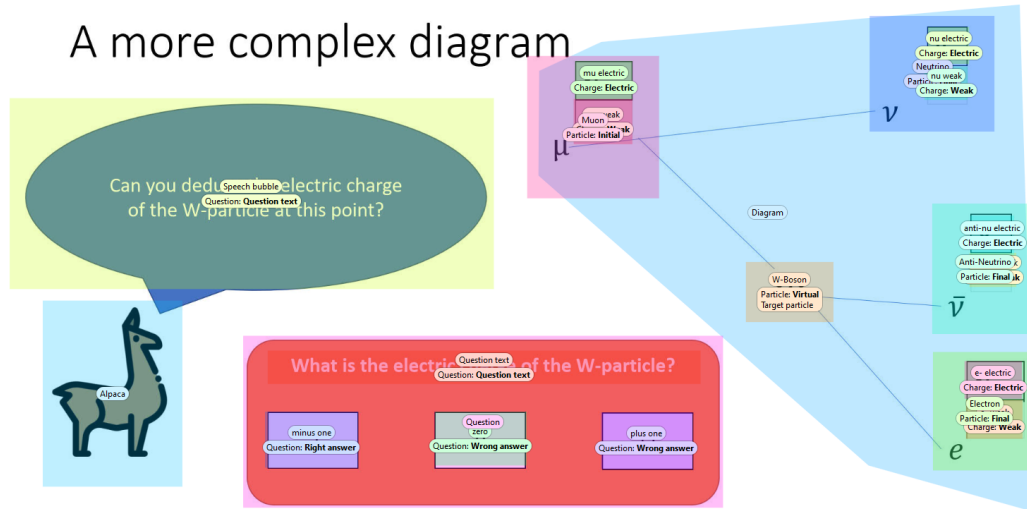 A more complex diagram
Can you dedu electric charge
of the W-particle at this point?
Speech bubble
Question: Question text
Alpaca
mu electric
Charge: Electric
eak
Muon
Weak
Particle: Initial
μ
nu electric
Charge: Electric
Neutrino
nu weak
Charge: Weak
ν
Diagram
W-Boson
Particle: Virtual
Target particle
anti-nu electric
Charge: Electric
Anti-Neutrino
Particle: Final
ν̄
e- electric
Charge: Electric
Electron
Particle: Final
Charge: Weak
e
What is the electric of the W-particle?
Question text
Question: Question text
minus one
Question: Right answer
Question
zero
Question: Wrong answer
plus one
Question: Wrong answer